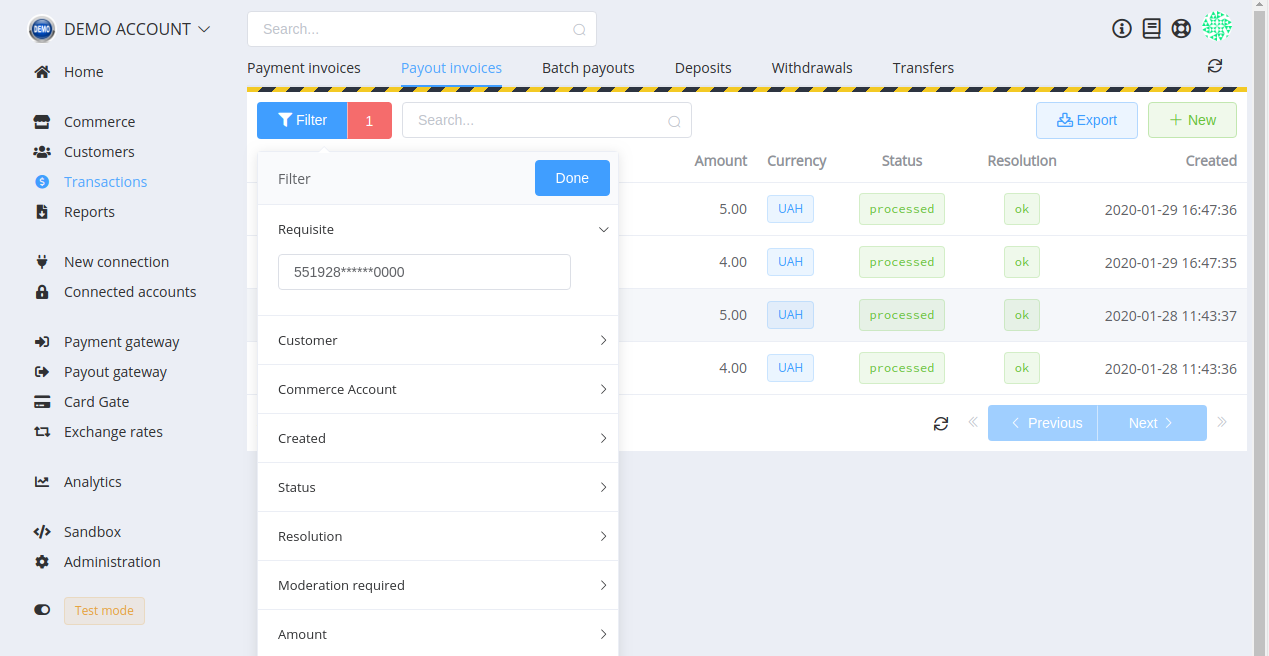 DEMO
DEMO ACCOUNT
Search...
Home
Commerce
Customers
Transactions
Reports
New connection
Connected accounts
Payment gateway
Payout gateway
Card Gate
Exchange rates
Analytics
Sandbox
Administration
Test mode
Payment invoices Payout invoices Batch payouts Deposits Withdrawals Transfers
Filter 1 Search... Export + New
Amount Currency Status Resolution Created
5.00 UAH processed ok 2020-01-29 16:47:36
4.00 UAH processed ok 2020-01-29 16:47:35
5.00 UAH processed ok 2020-01-28 11:43:37
4.00 UAH processed ok 2020-01-28 11:43:36
Previous Next
Filter Done
Requisite
551928******0000
Customer
Commerce Account
Created
Status
Resolution
Moderation required
Amount